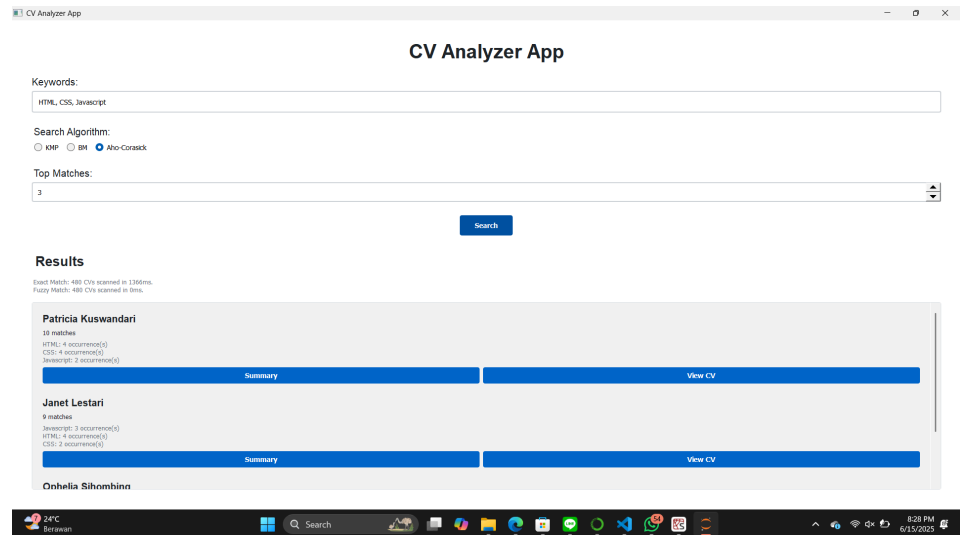 CV Analyzer App
CV Analyzer App
Keywords:
HTML, CSS, Javascript
Search Algorithm:
KMP BM Aho-Corasick
Top Matches:
3
Search
Results
Exact Match: 480 CVs scanned in 1366ms.
Fuzzy Match: 480 CVs scanned in 0ms.
Patricia Kuswandari
10 matches
HTML: 4 occurrence(s)
CSS: 4 occurrence(s)
Javascript: 2 occurrence(s)
Summary View CV
Janet Lestari
9 matches
Javascript: 3 occurrence(s)
HTML: 4 occurrence(s)
CSS: 2 occurrence(s)
Summary View CV
Ophelia Sihombing
7 24°C
Berawan
Search
8:28 PM
6/15/2025